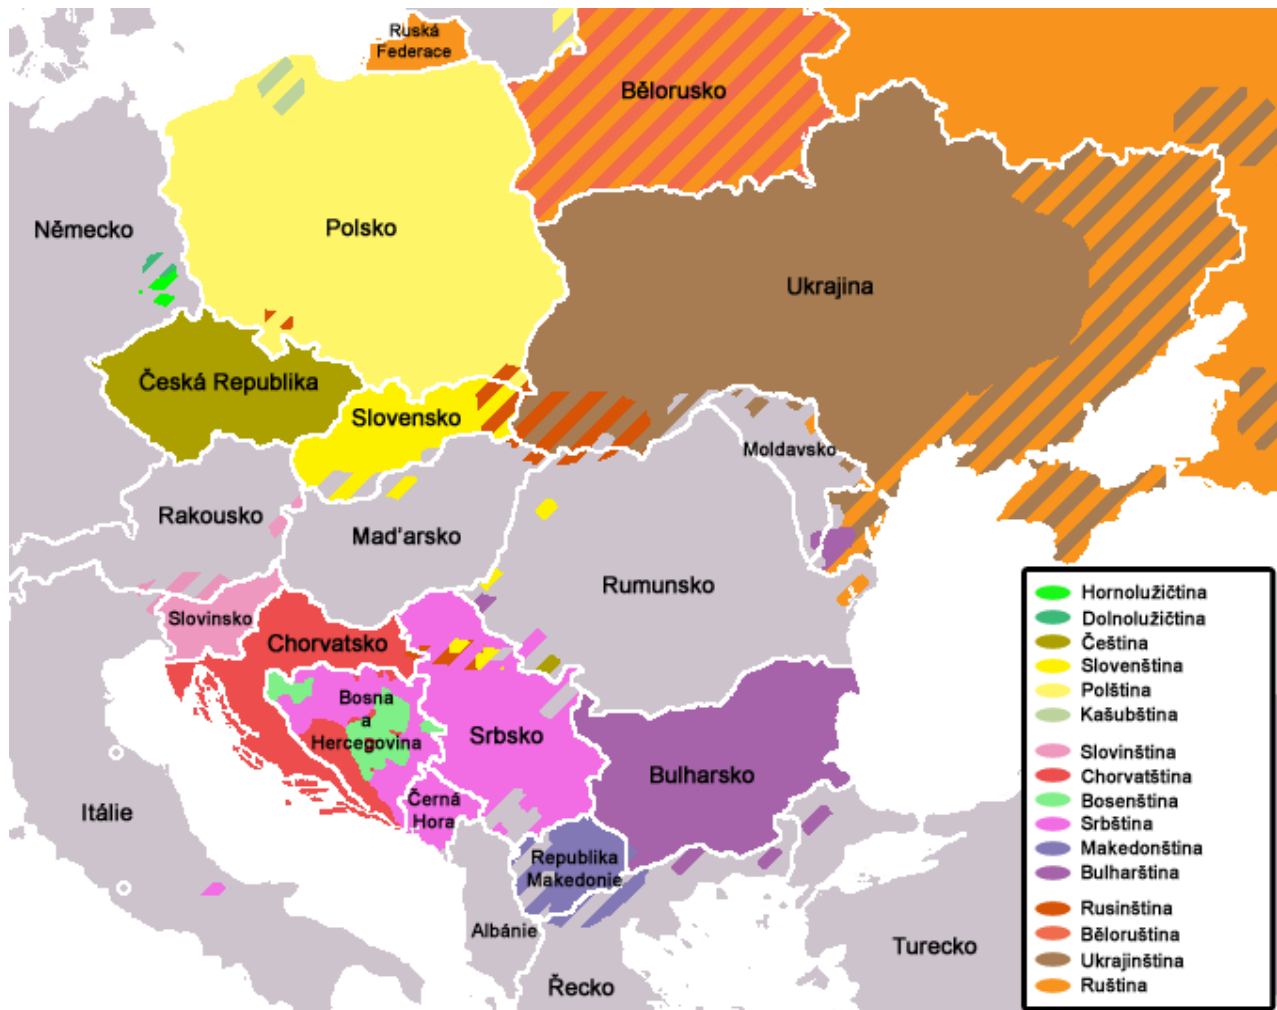 Ruská
Federace
Bělorusko
Německo
Polsko
Ukrajina
Česká Republika
Slovensko
Moldavsko
Rakousko
Maďarsko
Rumunsko
Slovinsko
Chorvatsko
Bosna
a
Hercegovina
Srbsko
Bulharsko
Černá
Hora
Itálie
Republika
Makedonie
Albánie
Řecko
Turecko
Hornolužičtina
Dolnolužičtina
Čeština
Slovenština
Polština
Kašubština
Slovinština
Chorvatština
Bosenština
Srbština
Makedonština
Bulharština
Rusinština
Běloruština
Ukrajinština
Ruština